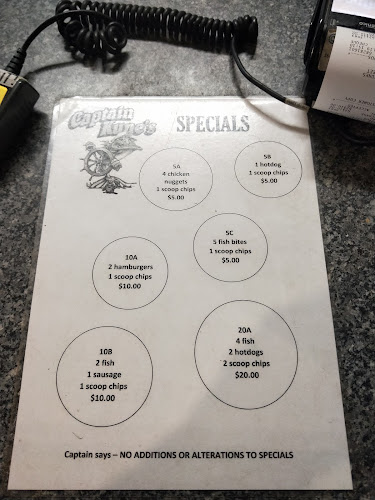 Captain
SPECIALS
5A
4 chicken
nuggets
1 scoop chips
$5.00
5B
1 hotdog
1 scoop chips
$5.00
5C
5 fish bites
1 scoop chips
$5.00
10A
2 hamburgers
1 scoop chips
$10.00
20A
4 fish
2 hotdogs
2 scoop chips
$20.00
10B
2 fish
1 sausage
1 scoop chips
$10.00
Captain says – NO ADDITIONS OR ALTERATIONS TO SPECIALS